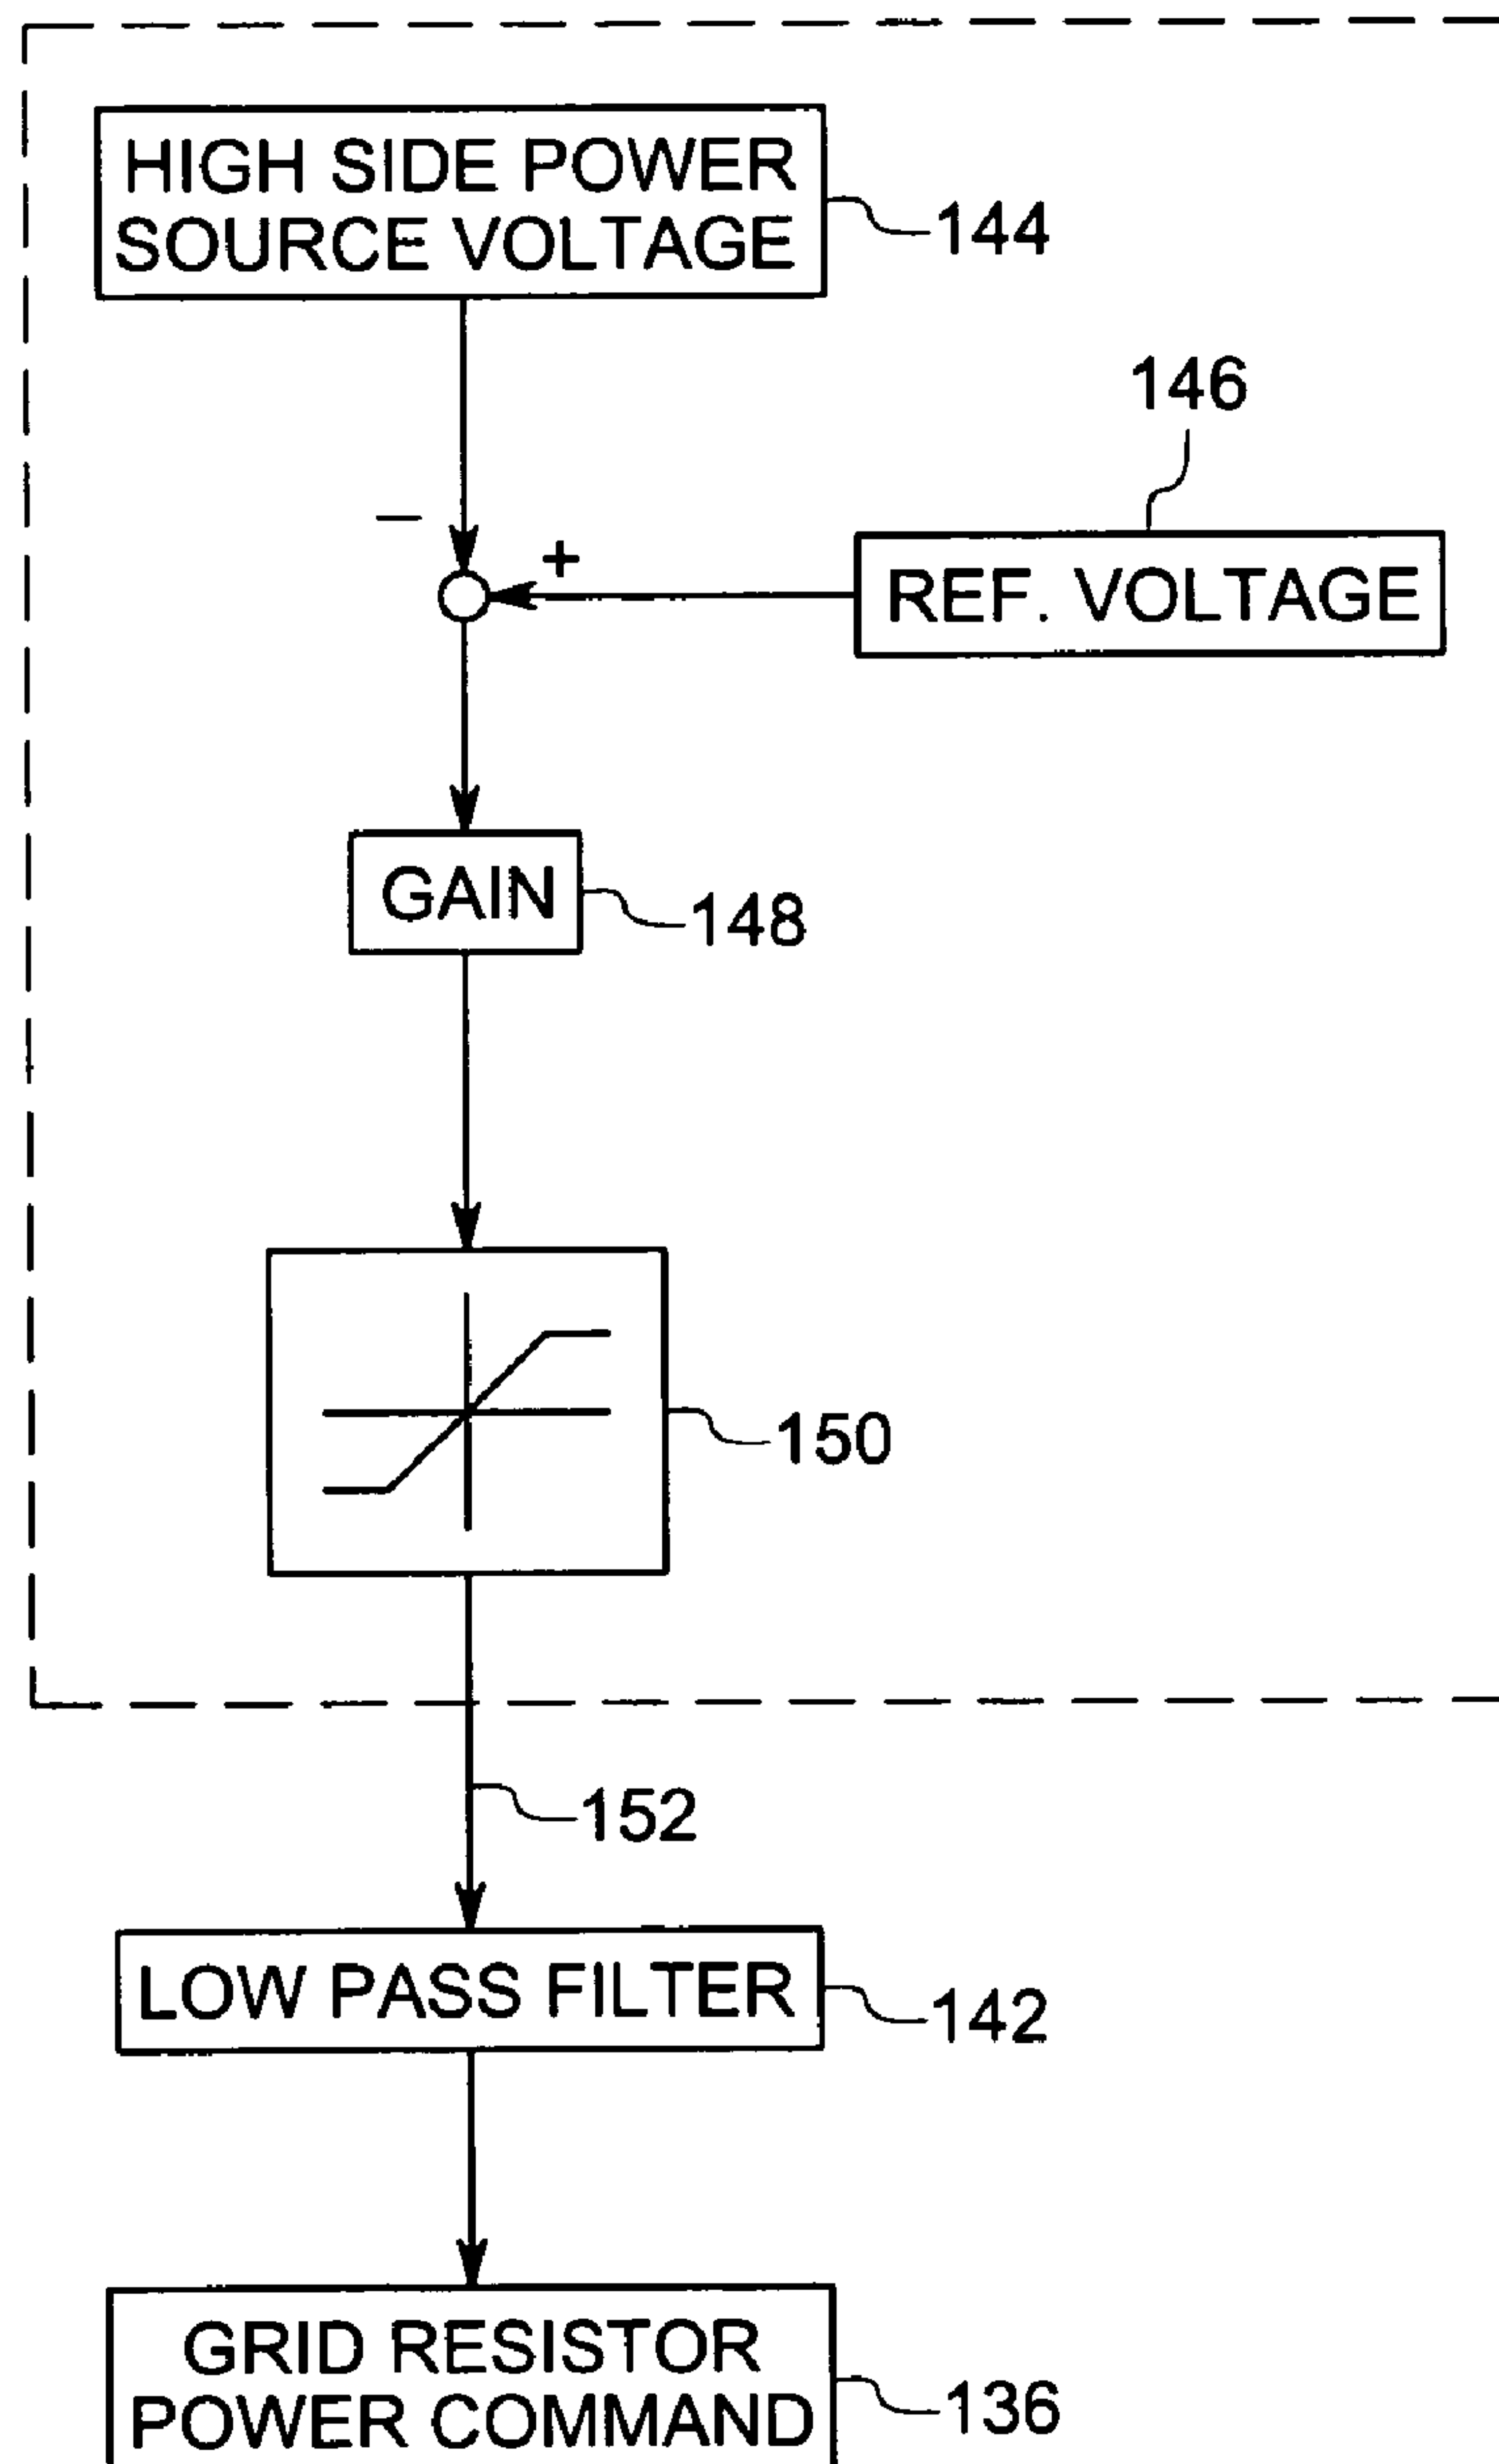 HIGH SIDE POWER
SOURCE VOLTAGE
144
146
−
+
REF. VOLTAGE
GAIN
148
150
152
LOW PASS FILTER
142
GRID RESISTOR
POWER COMMAND
136